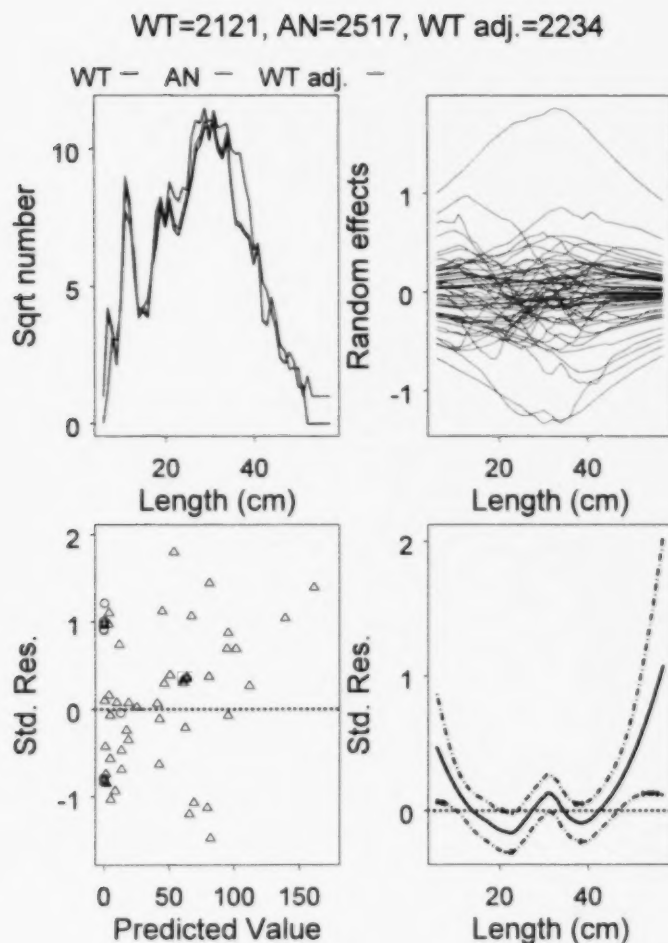 WT=2121, AN=2517, WT adj.=2234
WT AN WT adj.
Sqrt number
0 5 10
20 40
Length (cm)
Random effects
-1 0 1
20 40
Length (cm)
Std. Res.
-1 0 1 2
0 50 100 150
Predicted Value
Std. Res.
0 1 2
20 40
Length (cm)